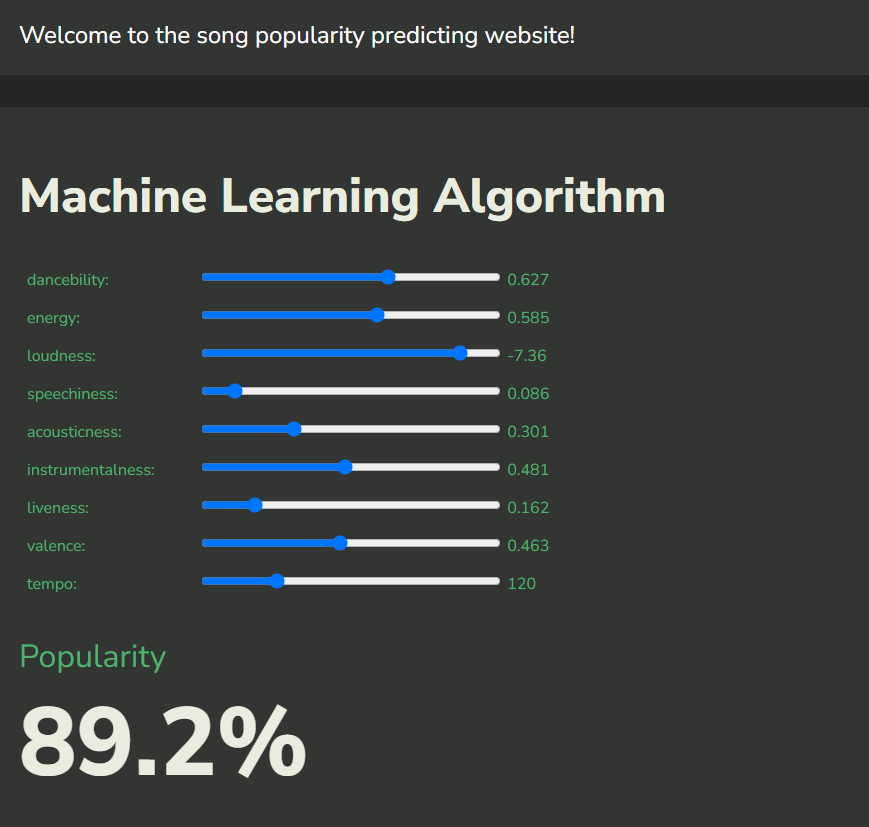 Welcome to the song popularity predicting website!
Machine Learning Algorithm
dancebility: 0.627
energy: 0.585
loudness: -7.36
speechiness: 0.086
acousticness: 0.301
instrumentalness: 0.481
liveness: 0.162
valence: 0.463
tempo: 120
Popularity
89.2%